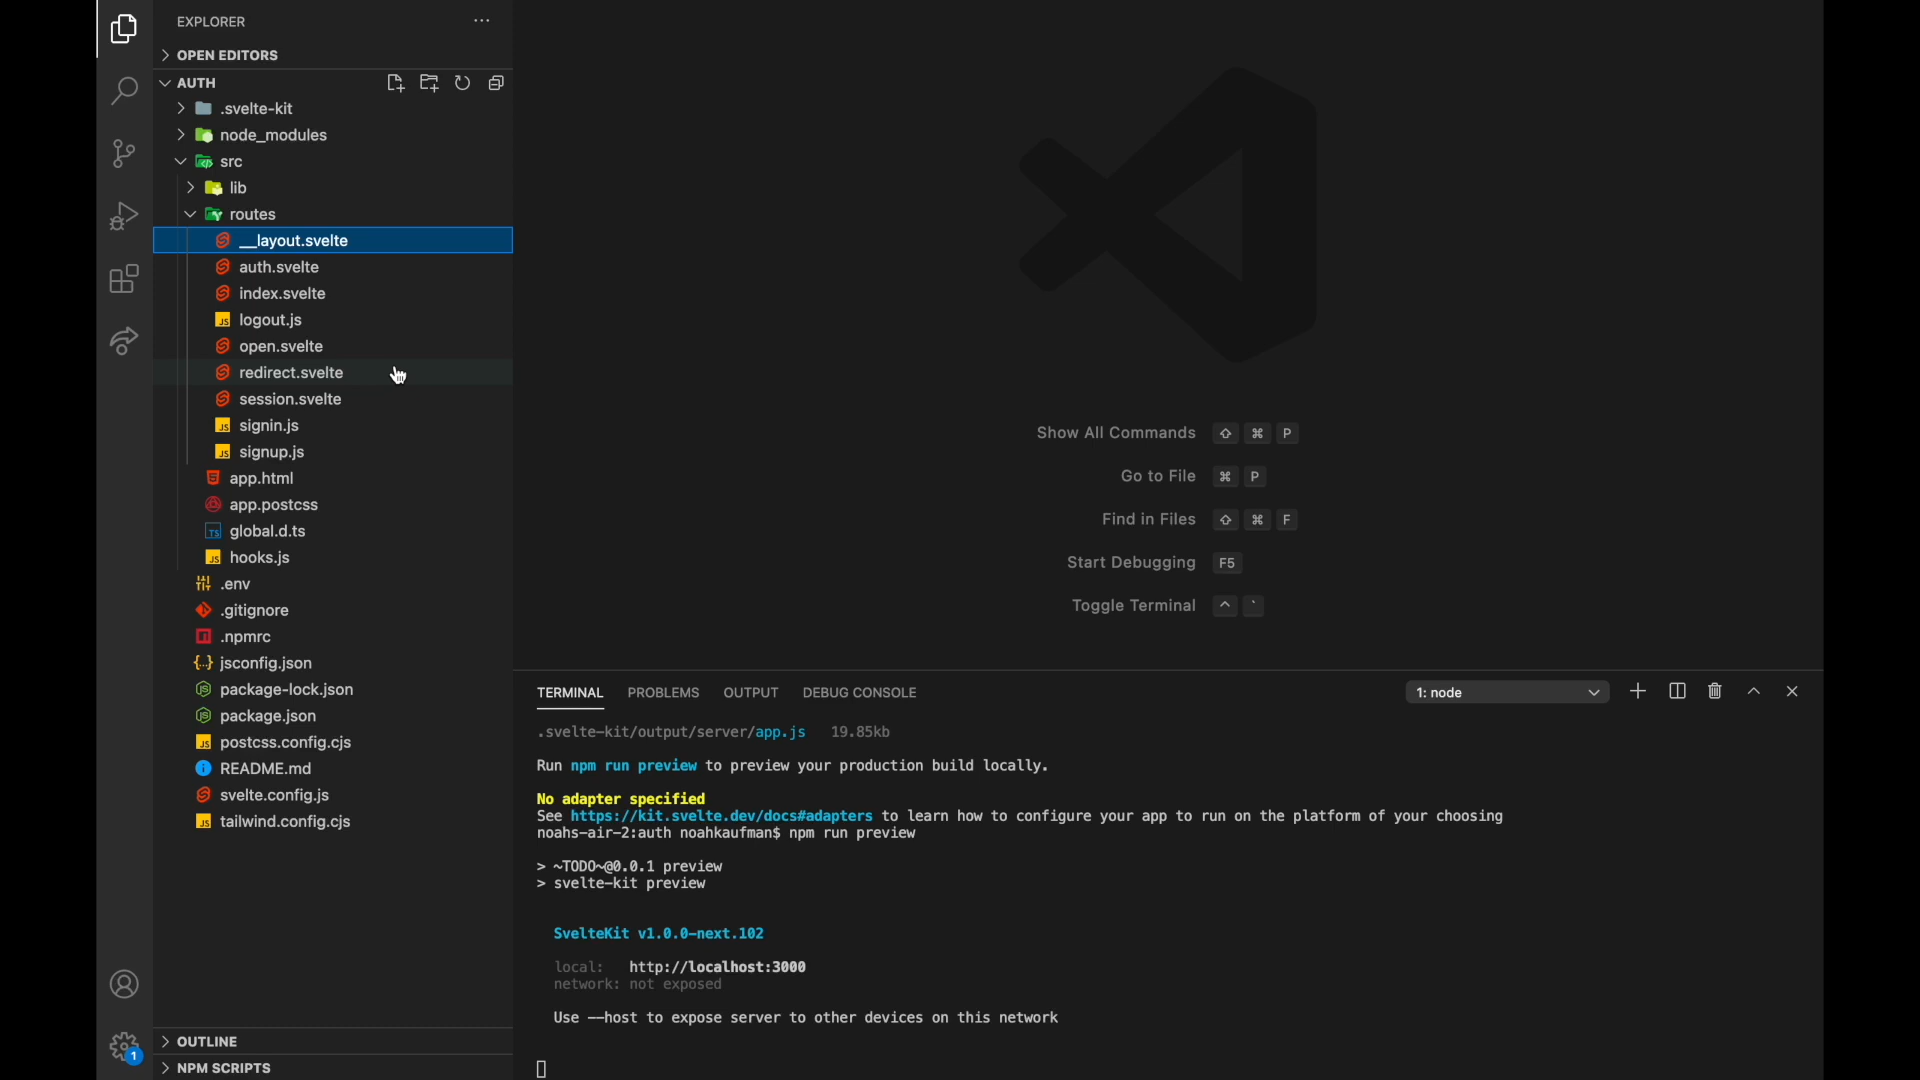 EXPLORER
OPEN EDITORS
AUTH
.svelte-kit
node_modules
src
lib
routes
__layout.svelte
auth.svelte
index.svelte
logout.js
open.svelte
redirect.svelte
session.svelte
signin.js
signup.js
app.html
app.postcss
global.d.ts
hooks.js
.env
.gitignore
.npmrc
jsconfig.json
package-lock.json
package.json
postcss.config.cjs
README.md
svelte.config.js
tailwind.config.cjs
OUTLINE
NPM SCRIPTS
1
Show All Commands ⇧ ⌘ P
Go to File ⌘ P
Find in Files ⇧ ⌘ F
Start Debugging F5
Toggle Terminal ^ `
TERMINAL PROBLEMS OUTPUT DEBUG CONSOLE 1: node
.svelte-kit/output/server/app.js 19.85kb
Run npm run preview to preview your production build locally.
No adapter specified
See https://kit.svelte.dev/docs#adapters to learn how to configure your app to run on the platform of your choosing
noahs-air-2:auth noahkaufman$ npm run preview
> ~TODO~@0.0.1 preview
> svelte-kit preview
SvelteKit v1.0.0-next.102
local: http://localhost:3000
network: not exposed
Use --host to expose server to other devices on this network